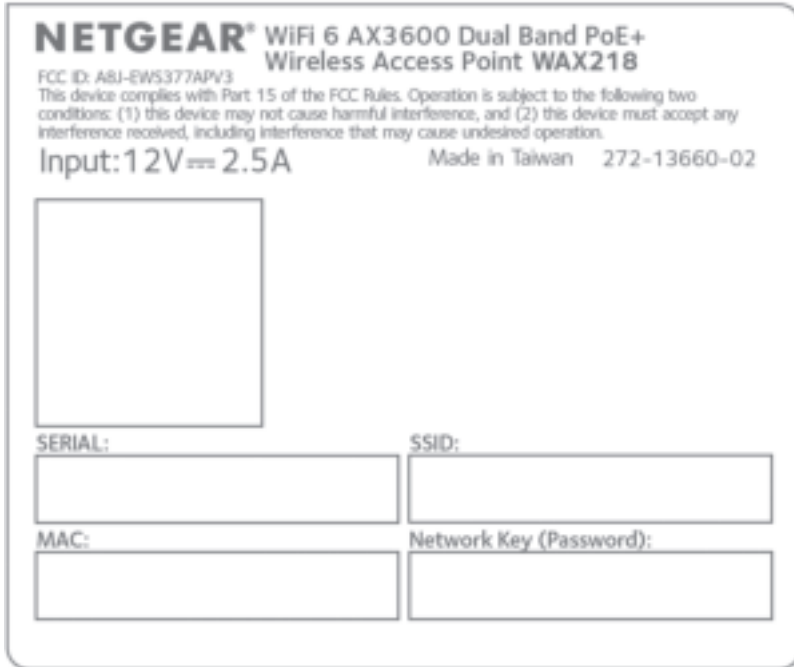 NETGEAR® WiFi 6 AX3600 Dual Band PoE+
Wireless Access Point WAX218
FCC ID: A8J-EWS377APV3
This device complies with Part 15 of the FCC Rules. Operation is subject to the following two
conditions: (1) this device may not cause harmful interference, and (2) this device must accept any
interference received, including interference that may cause undesired operation.
Input:12V⎓2.5A Made in Taiwan 272-13660-02
SERIAL: SSID:
MAC: Network Key (Password):